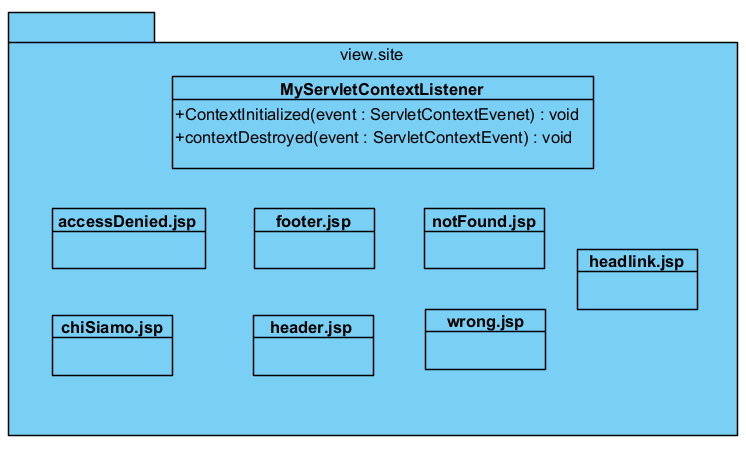 view.site
MyServletContextListener
+ContextInitialized(event : ServletContextEvenet) : void
+contextDestroyed(event : ServletContextEvent) : void
accessDenied.jsp
footer.jsp
notFound.jsp
headlink.jsp
chiSiamo.jsp
header.jsp
wrong.jsp